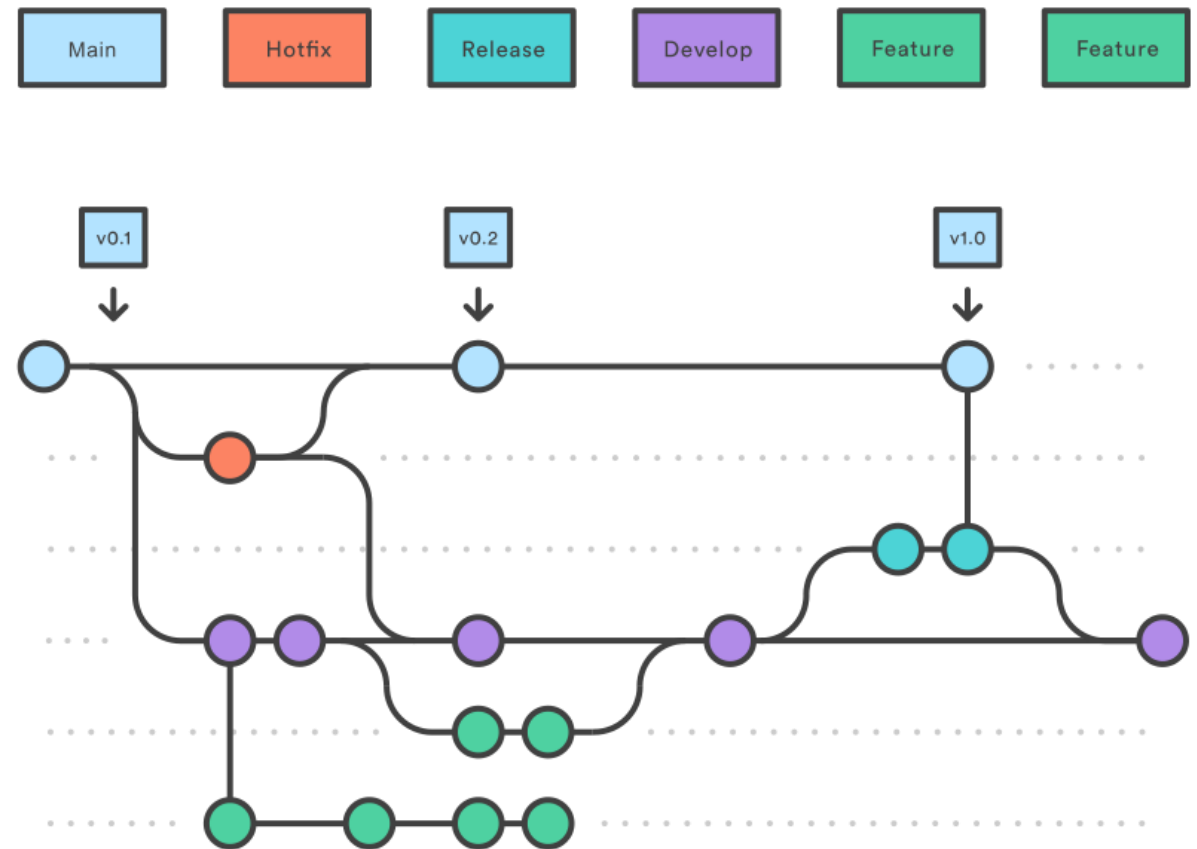 Main
Hotfix
Release
Develop
Feature
Feature
v0.1
v0.2
v1.0